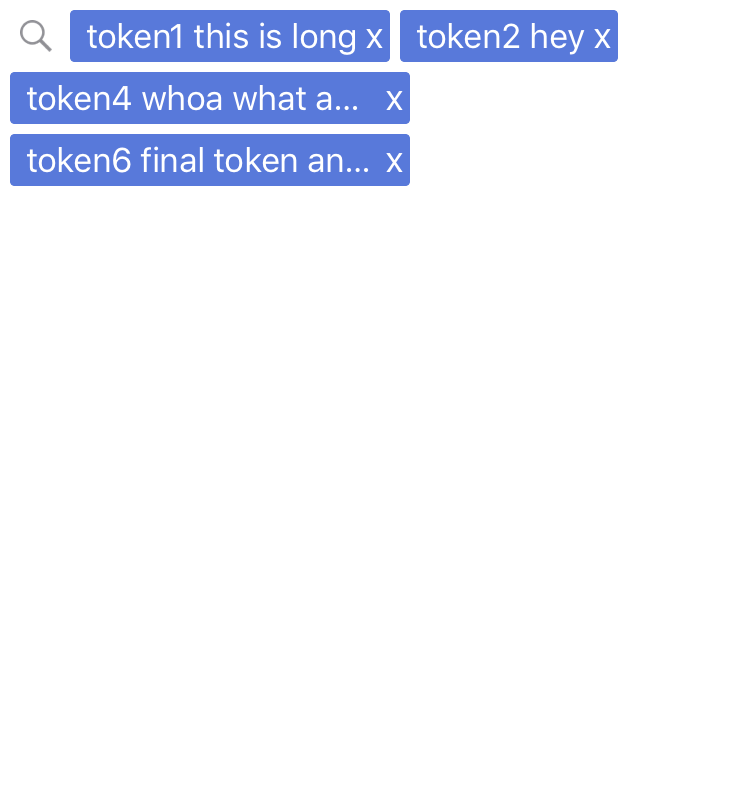 token1 this is long x token2 hey x
token4 whoa what a... x
token6 final token an... x